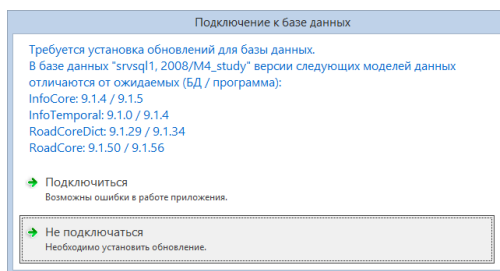 Подключение к базе данных
Требуется установка обновлений для базы данных.
В базе данных "srvsql1, 2008/M4_study" версии следующих моделей данных
отличаются от ожидаемых (БД / программа):
InfoCore: 9.1.4 / 9.1.5
InfoTemporal: 9.1.0 / 9.1.4
RoadCoreDict: 9.1.29 / 9.1.34
RoadCore: 9.1.50 / 9.1.56
Подключиться
Возможны ошибки в работе приложения.
Не подключаться
Необходимо установить обновление.